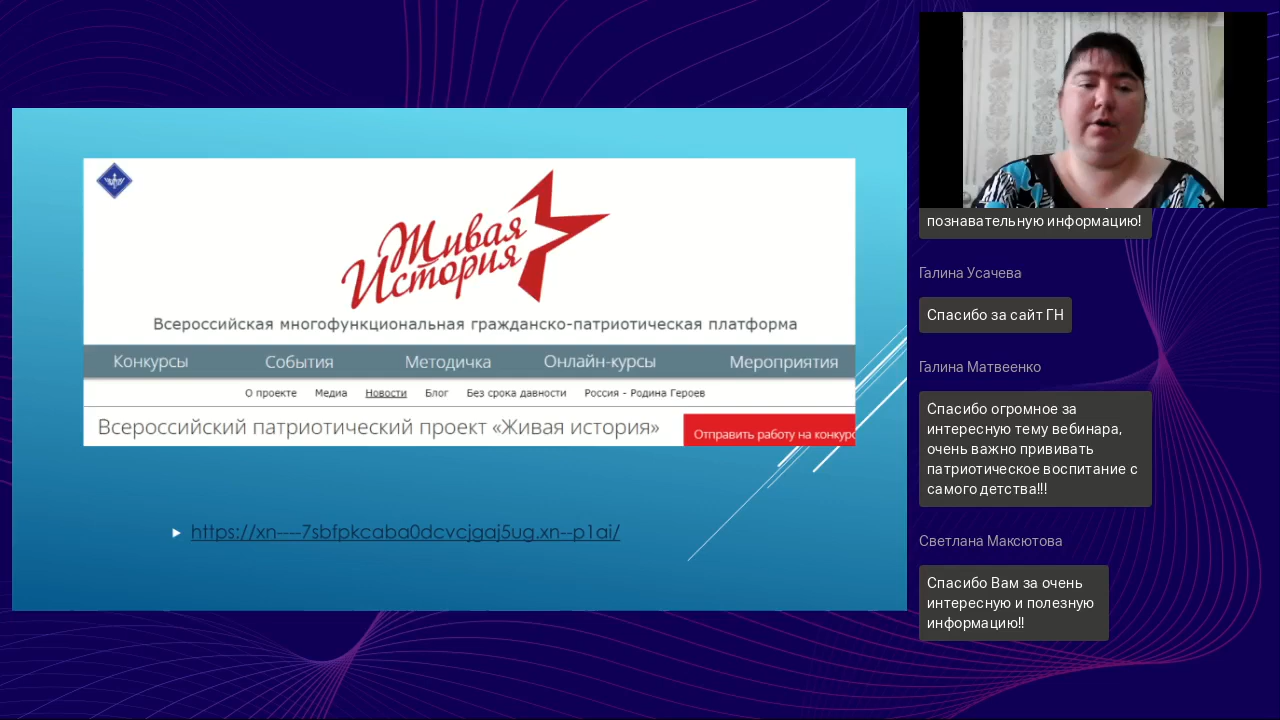 Живая
История
Всероссийская многофункциональная гражданско-патриотическая платформа
Конкурсы События Методичка Онлайн-курсы Мероприятия
О проекте Медиа Новости Блог Без срока давности Россия - Родина Героев
Всероссийский патриотический проект «Живая история»
Отправить работу на конкурс
https://xn----7sbfpkcaba0dcvcjgaj5ug.xn--p1ai/
познавательную информацию!
Галина Усачева
Спасибо за сайт ГН
Галина Матвеенко
Спасибо огромное за
интересную тему вебинара,
очень важно прививать
патриотическое воспитание с
самого детства!!!
Светлана Максютова
Спасибо Вам за очень
интересную и полезную
информацию!!